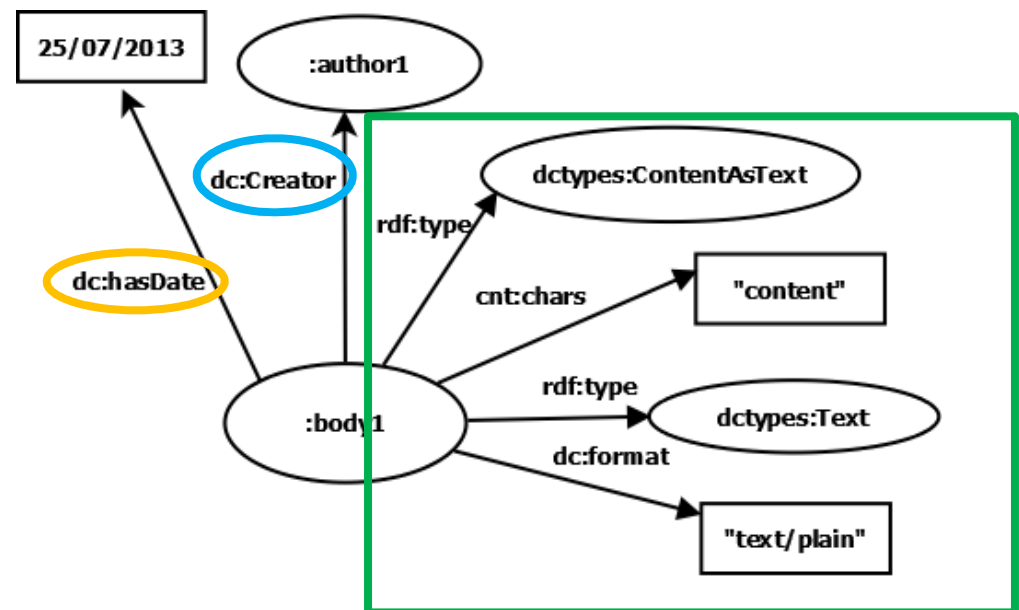 25/07/2013
:author1
dc:Creator
dctypes:ContentAsText
rdf:type
dc:hasDate
cnt:chars
"content"
rdf:type
:body1
dctypes:Text
dc:format
"text/plain"